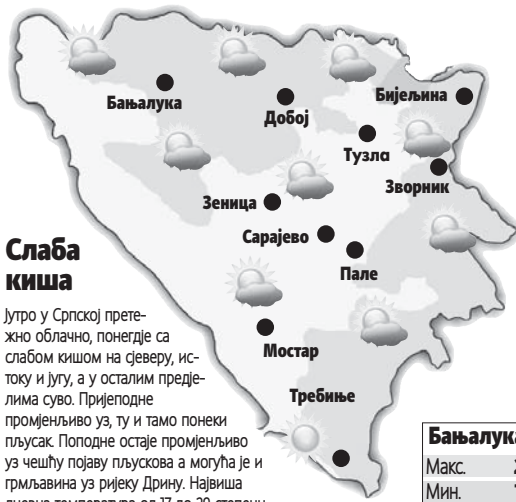 Бањалука
Добој
Бијељина
Тузла
Зворник
Зеница
Сарајево
Пале
Мостар
Требиње
Слаба
киша
Јутро у Српској прете-
жно облачно, понегдје са
слабом кишом на сјеверу, ис-
току и југу, а у осталим предје-
лима суво. Пријеподне
промјенљиво уз, ту и тамо понеки
пљусак. Поподне остаје промјенљиво
уз чешћу појаву пљускова а могућа је и
грмљавина уз ријеку Дрину. Највиша
Бањалука
Макс.
Мин.